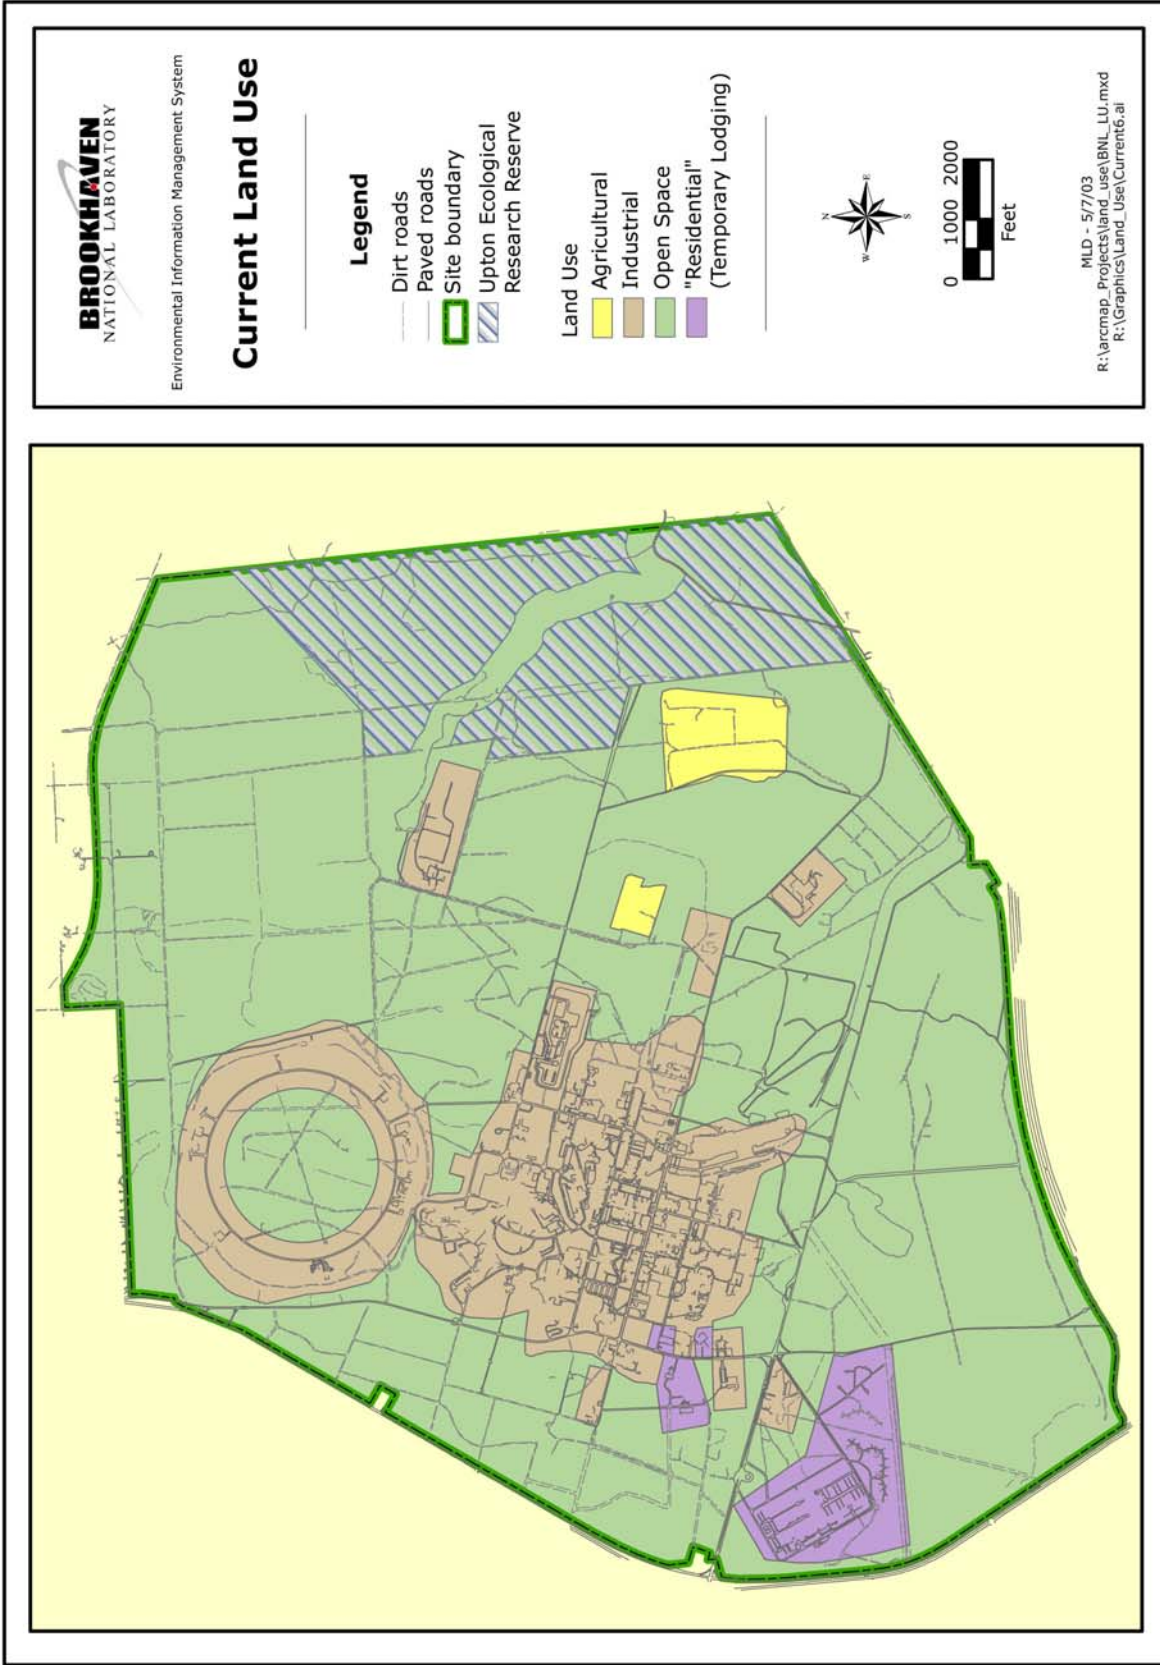 BROOKHAVEN
NATIONAL LABORATORY
Environmental Information Management System
Current Land Use
Legend
Dirt roads
Paved roads
Site boundary
Upton Ecological
Research Reserve
Land Use
Agricultural
Industrial
Open Space
"Residential"
(Temporary Lodging)
N
W
E
S
0 1000 2000
Feet
MLD - 5/7/03
R:\arcmap_Projects\land_use\BNL_LU.mxd
R:\Graphics\Land_Use\Current6.ai